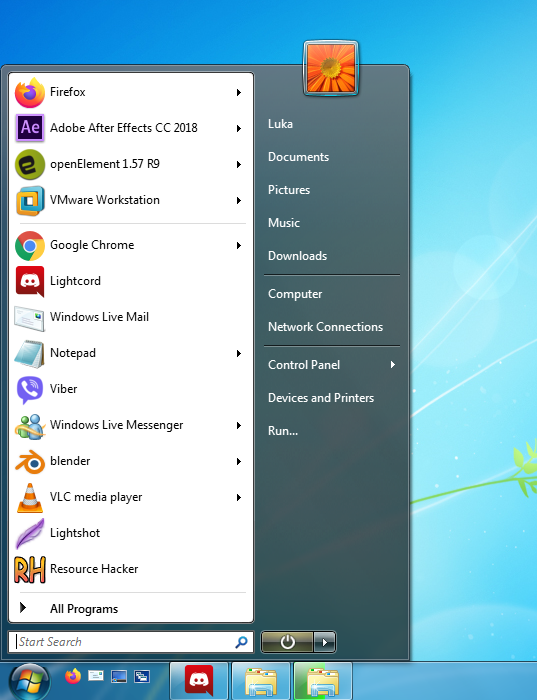 Firefox
Ae
Adobe After Effects CC 2018
openElement 1.57 R9
VMware Workstation
Google Chrome
Lightcord
Windows Live Mail
Notepad
Viber
Windows Live Messenger
blender
VLC media player
Lightshot
RH
Resource Hacker
All Programs
Start Search
Luka
Documents
Pictures
Music
Downloads
Computer
Network Connections
Control Panel
Devices and Printers
Run...